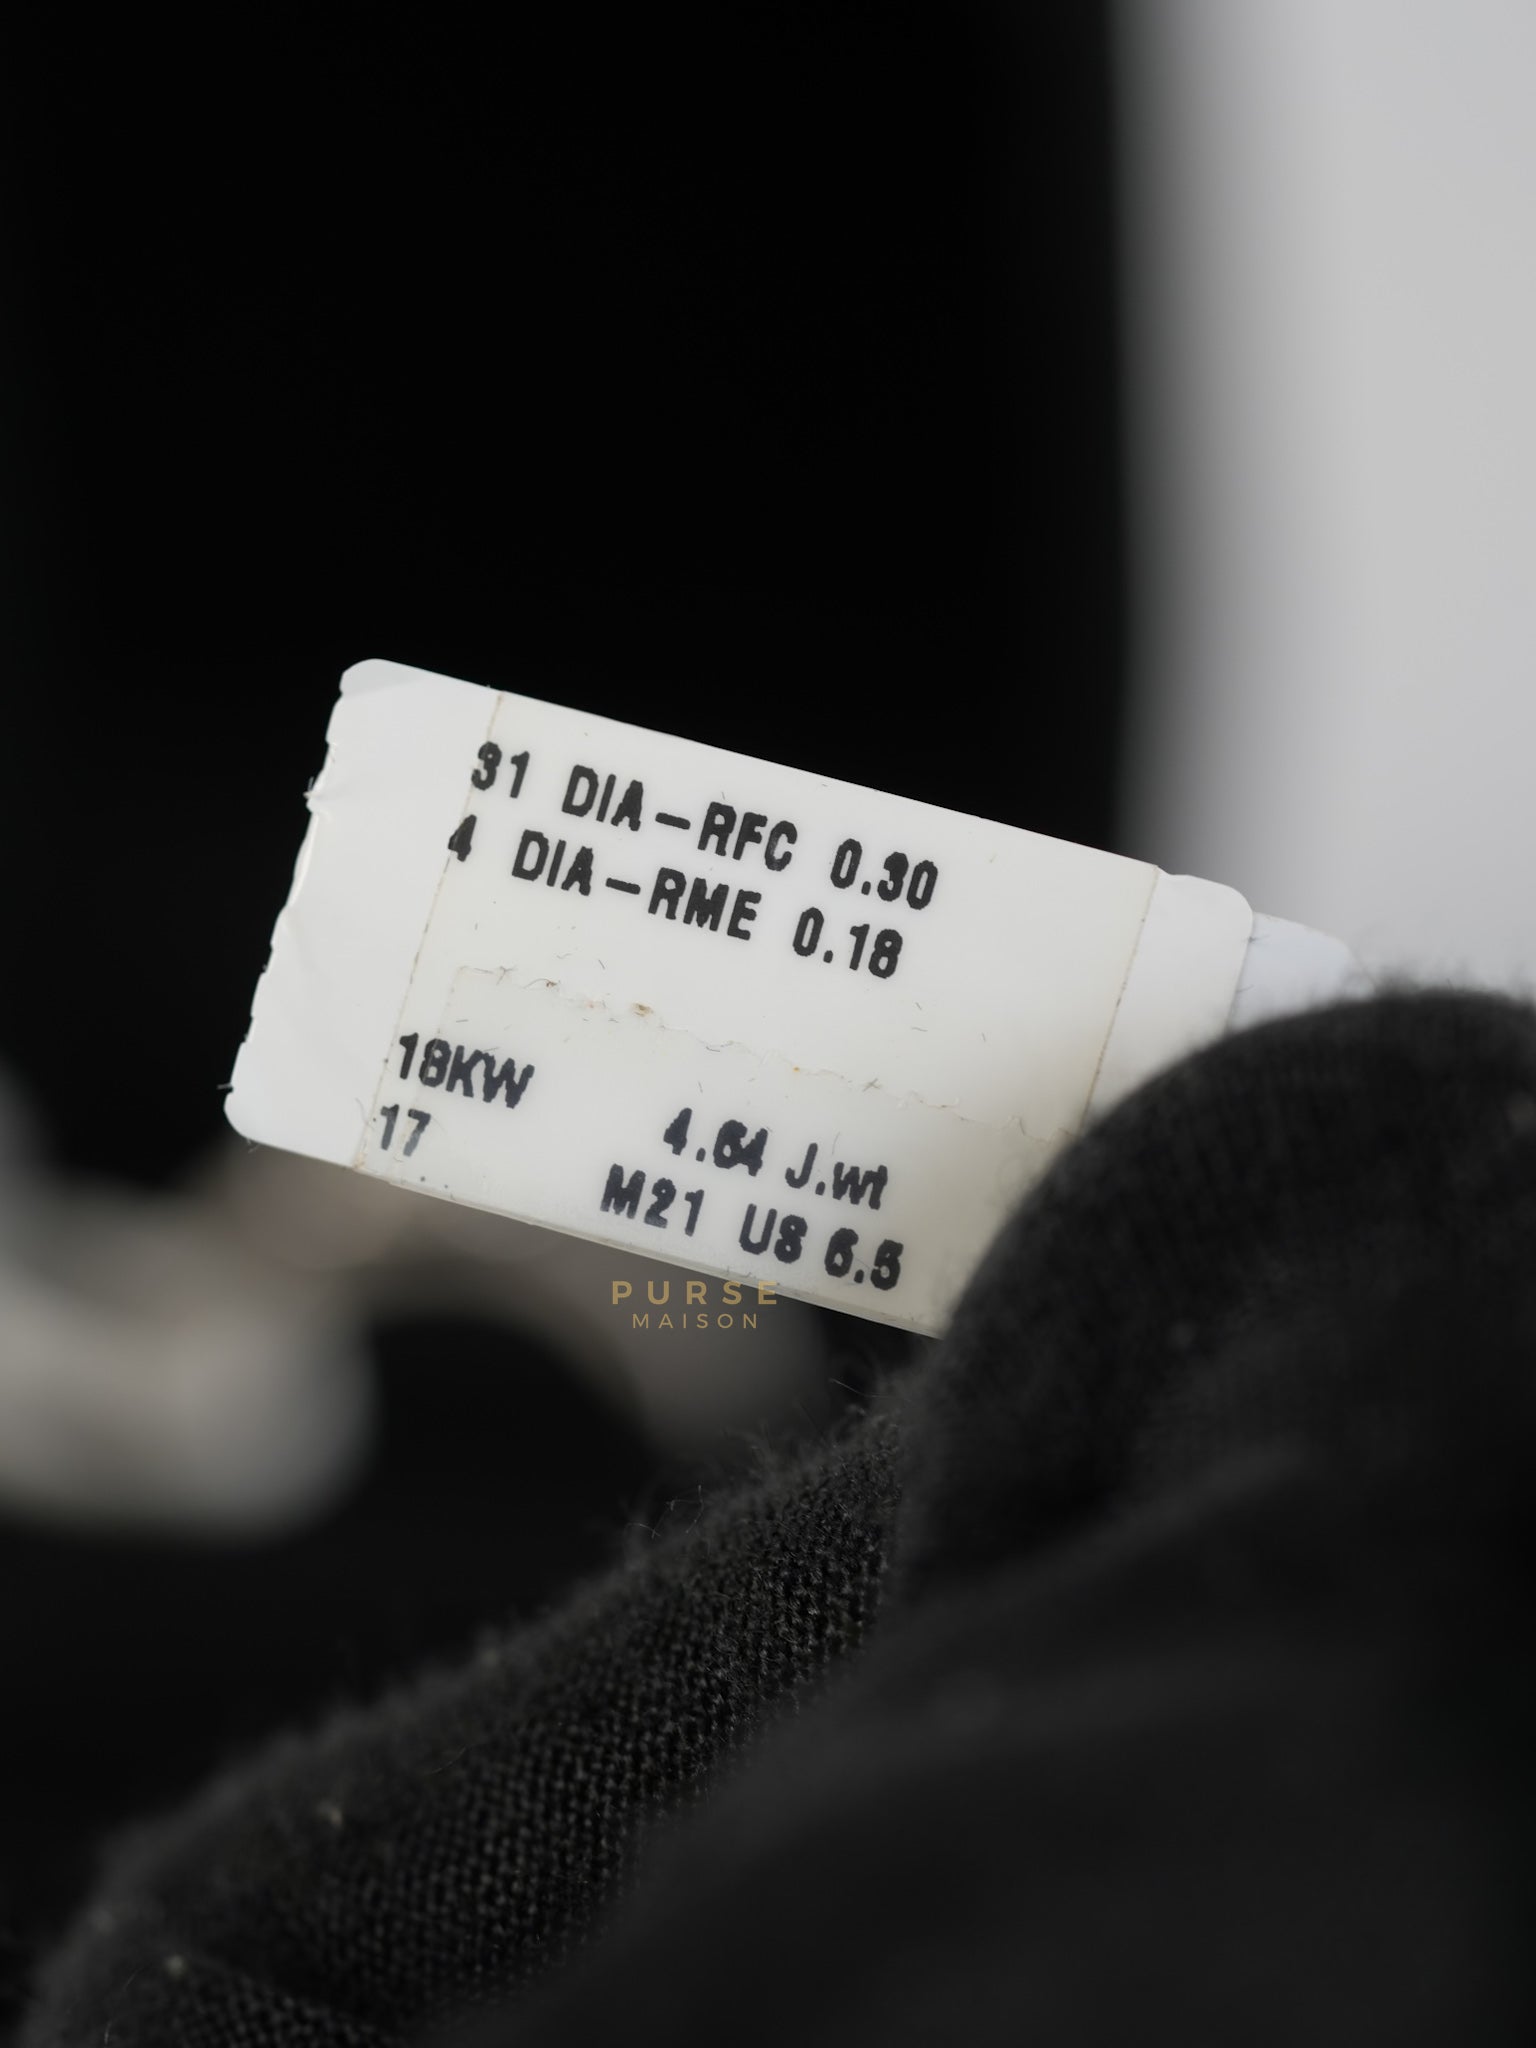 31 DIA-RFC 0.30
4 DIA-RME 0.18
18KW
4.64 J.wt
17
M21 US 6.5
PURSE
MAISON